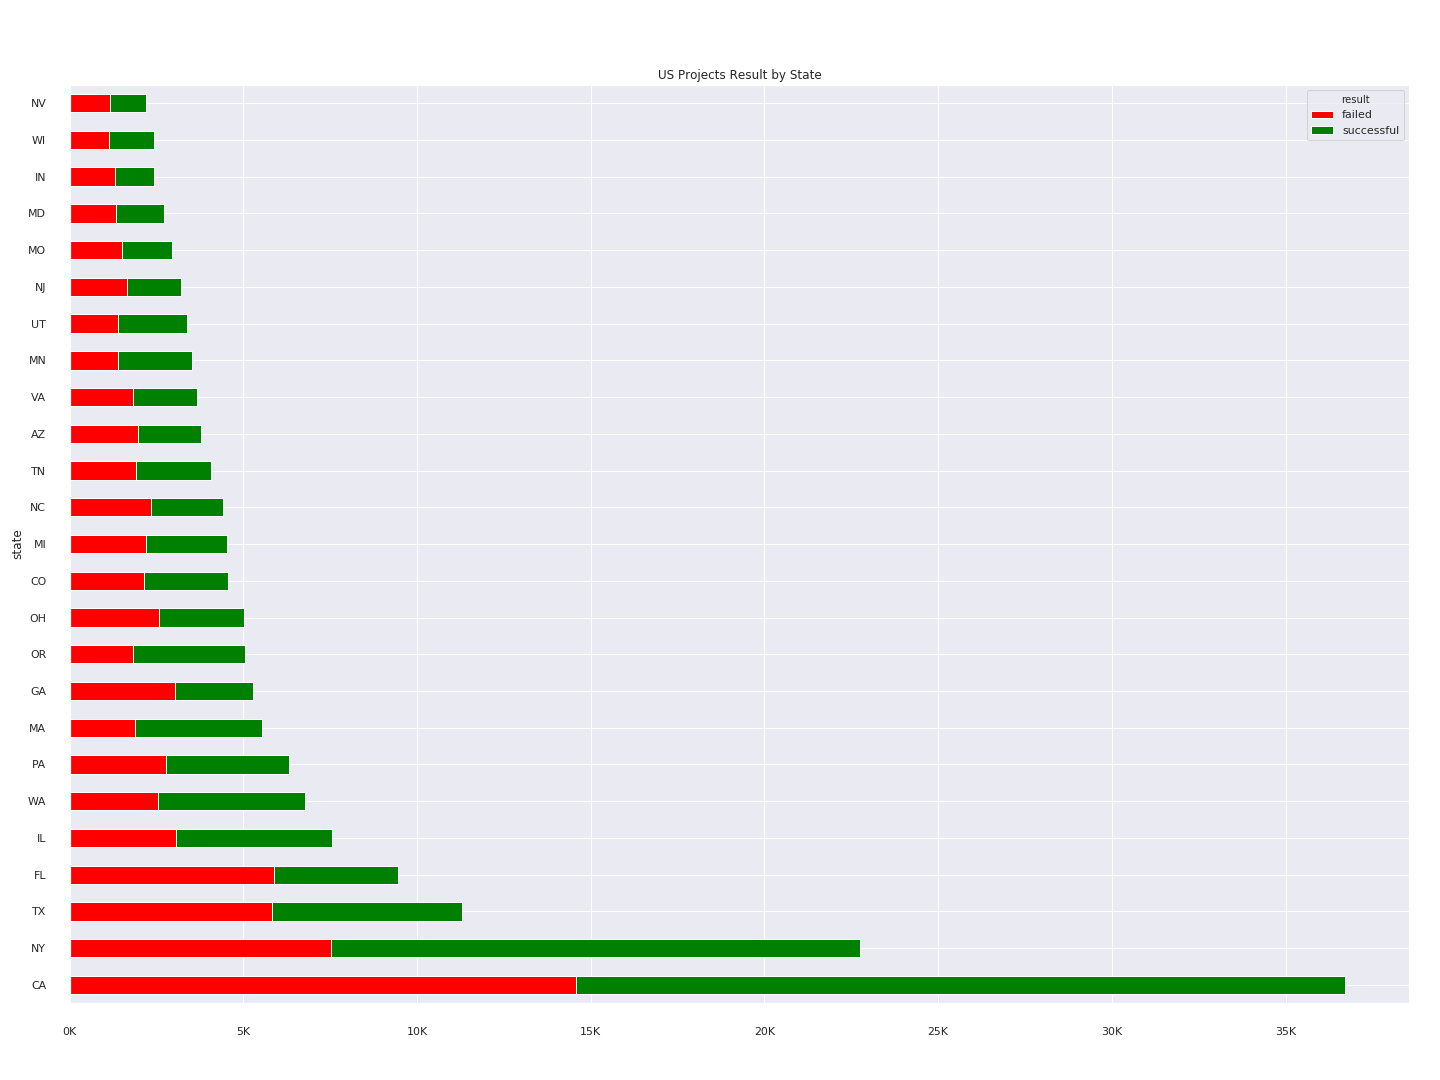 US Projects Result by State
result
failed
successful
NV
WI
IN
MD
MO
NJ
UT
MN
VA
AZ
TN
NC
MI
CO
OH
OR
GA
MA
PA
WA
IL
FL
TX
NY
CA
state
0K 5K 10K 15K 20K 25K 30K 35K